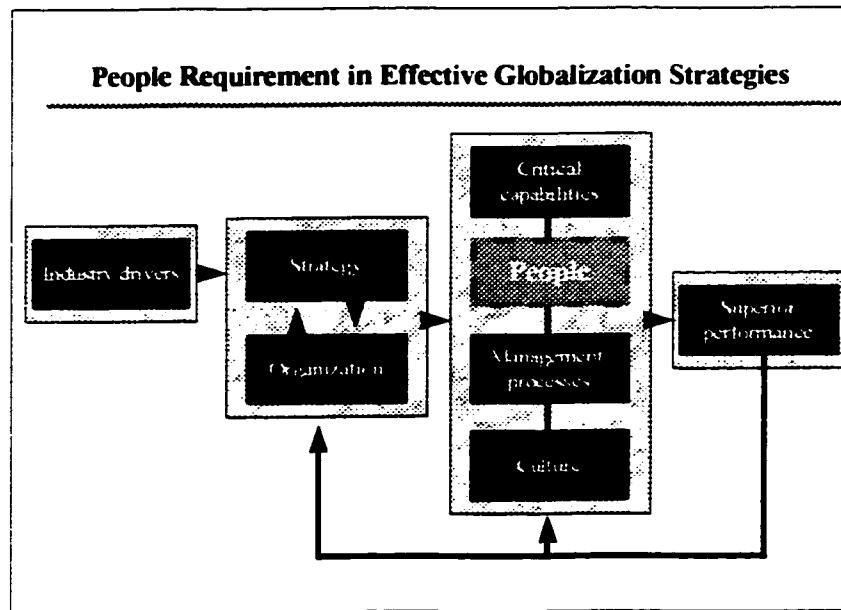 People Requirement in Effective Globalization Strategies
Industry drivers
Strategy
Organization
Critical
capabilities
People
Management
processes
Culture
Superior
performance